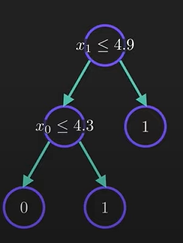 x₁ ≤ 4.9
x₀ ≤ 4.3
1
0
1